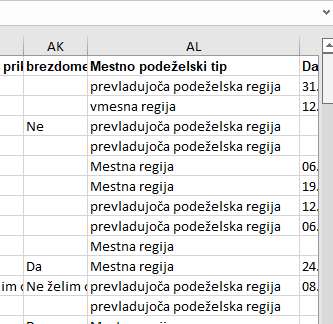 AK AL
pril brezdome Mestno podeželski tip Da
prevladujoča podeželska regija 31.
vmesna regija 12.
Ne prevladujoča podeželska regija
prevladujoča podeželska regija
Mestna regija 06.
Mestna regija 19.
prevladujoča podeželska regija 12.
prevladujoča podeželska regija 06.
Mestna regija
Da Mestna regija 24.
im Ne želim prevladujoča podeželska regija 08.
prevladujoča podeželska regija
Mestna regija